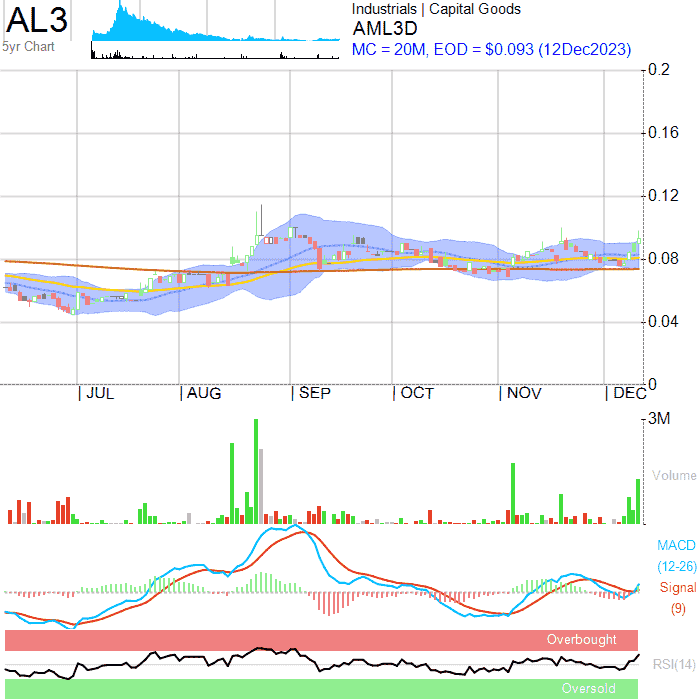 AL3
5yr Chart
Industrials | Capital Goods
AML3D
MC = 20M, EOD = $0.093 (12Dec2023)
0.2
0.16
0.12
0.08
0.04
0
| JUL | AUG | SEP | OCT | NOV | DEC
3M
Volume
MACD
(12-26)
Signal
(9)
Overbought
RSI(14)
Oversold